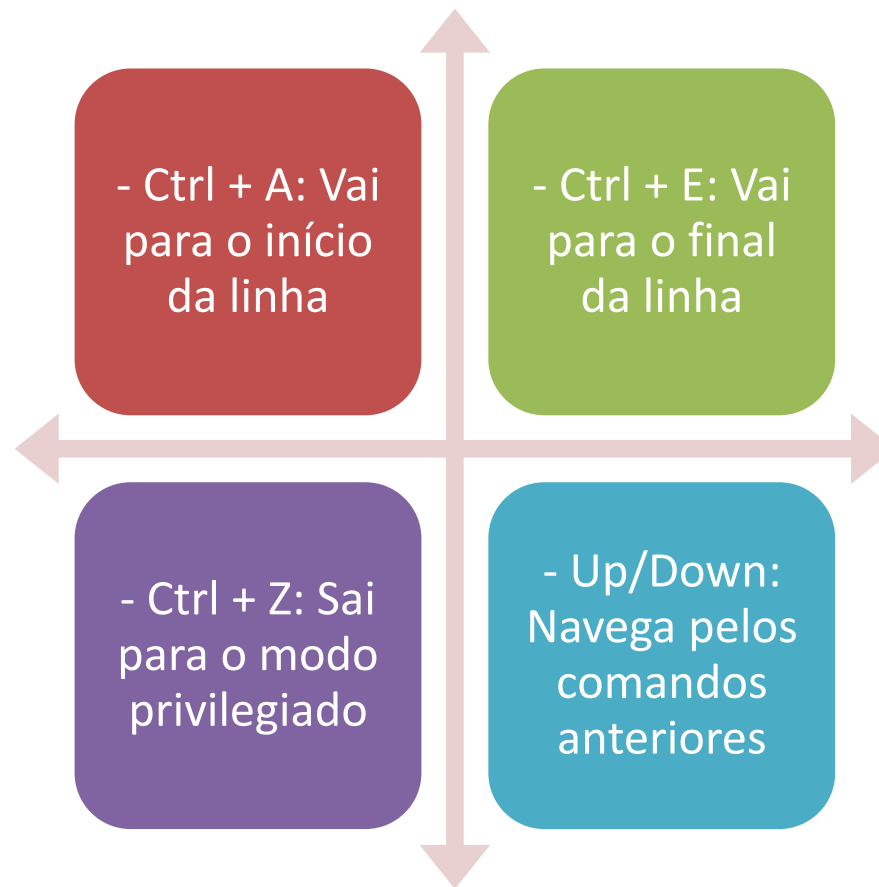 - Ctrl + A: Vai
para o início
da linha
- Ctrl + E: Vai
para o final
da linha
- Ctrl + Z: Sai
para o modo
privilegiado
- Up/Down:
Navega pelos
comandos
anteriores